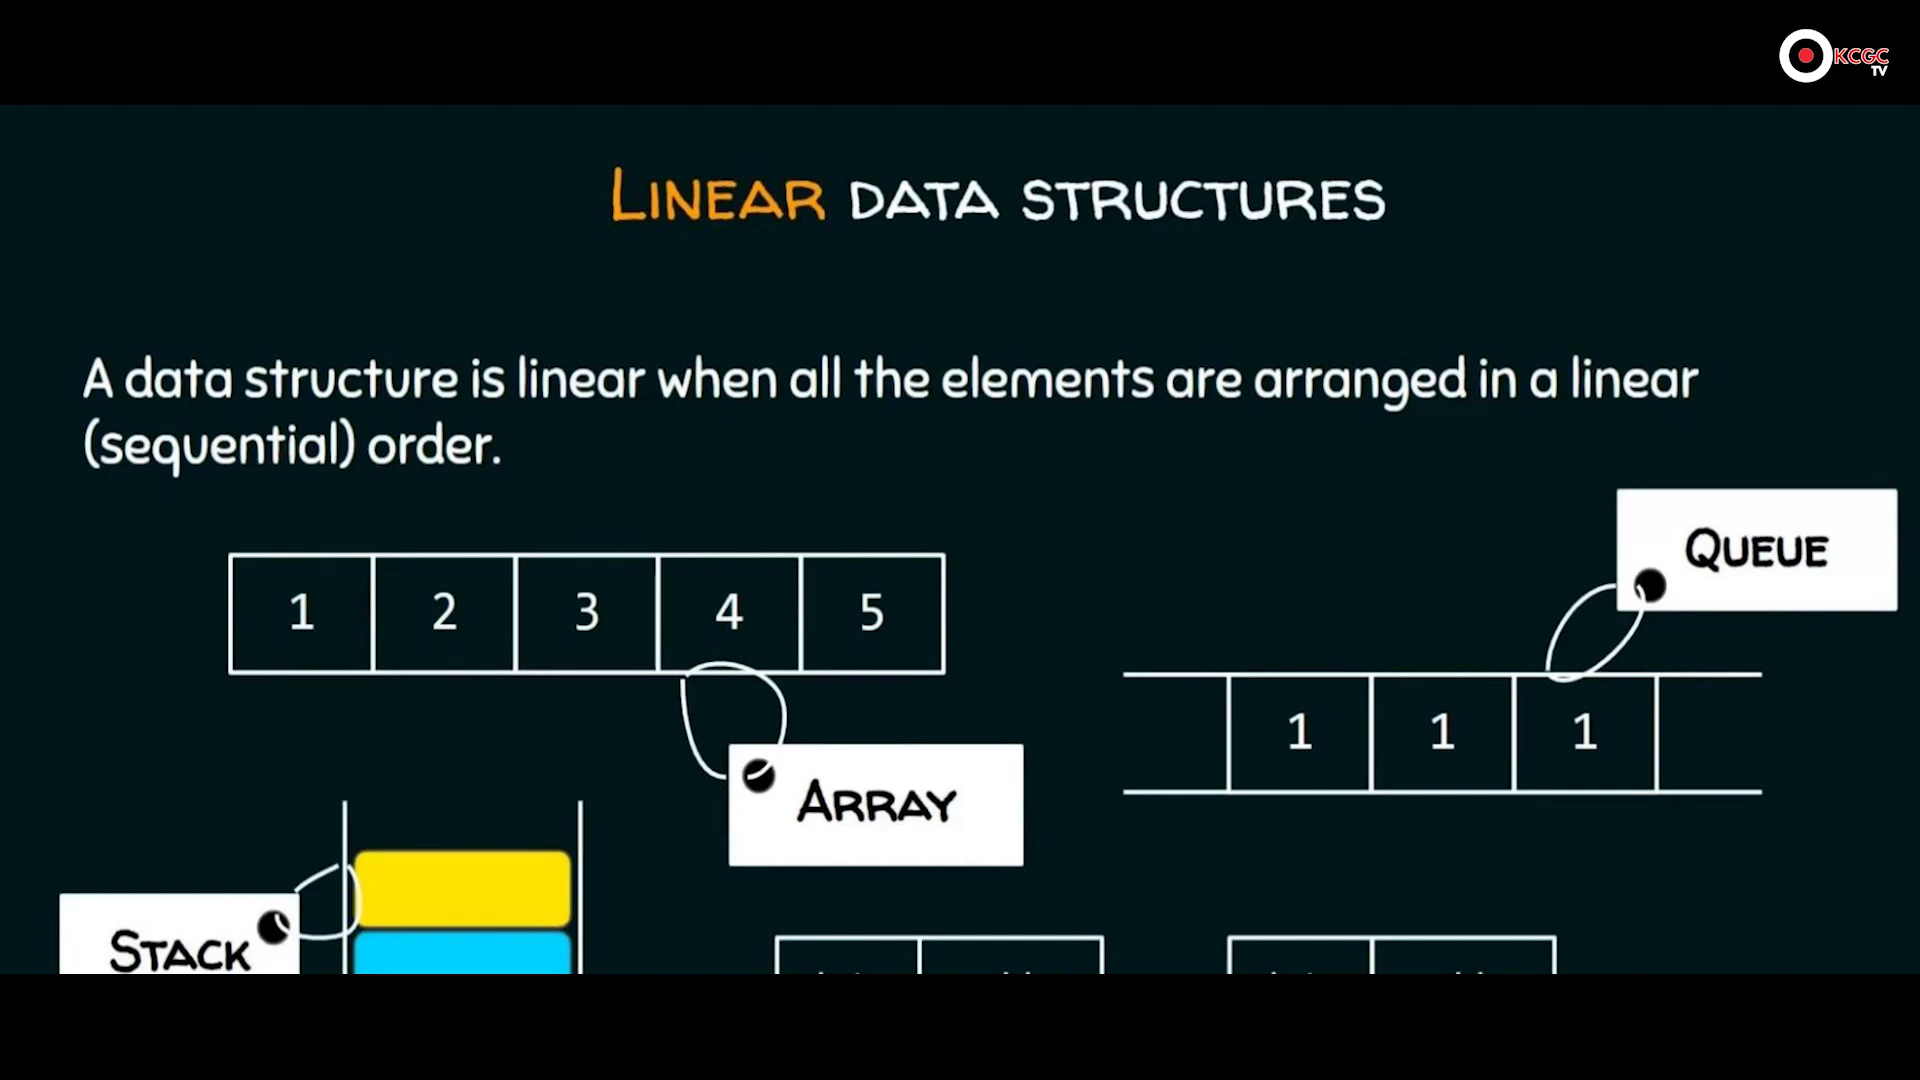 KCGC
TV
LINEAR DATA STRUCTURES
A data structure is linear when all the elements are arranged in a linear
(sequential) order.
QUEUE
1 2 3 4 5
1 1 1
ARRAY
STACK